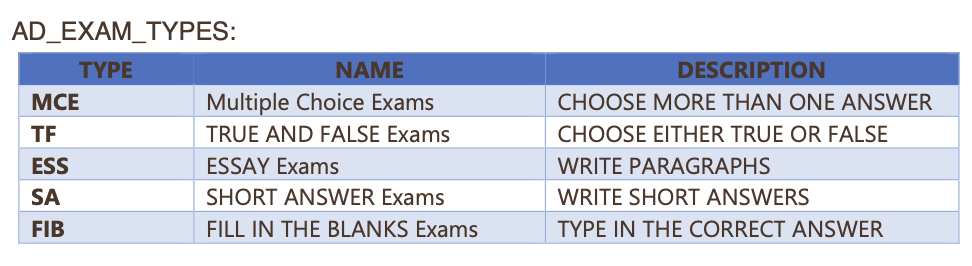 AD_EXAM_TYPES:
TYPE NAME DESCRIPTION
MCE Multiple Choice Exams CHOOSE MORE THAN ONE ANSWER
TF TRUE AND FALSE Exams CHOOSE EITHER TRUE OR FALSE
ESS ESSAY Exams WRITE PARAGRAPHS
SA SHORT ANSWER Exams WRITE SHORT ANSWERS
FIB FILL IN THE BLANKS Exams TYPE IN THE CORRECT ANSWER